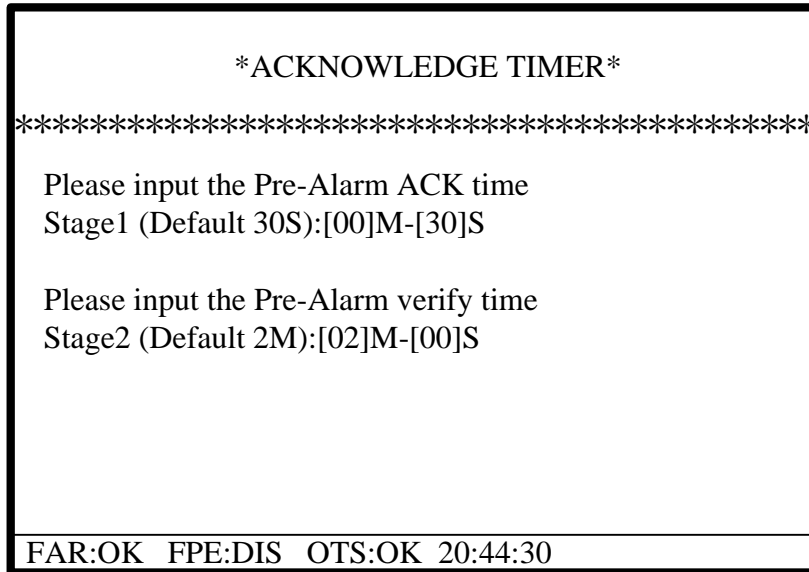 *ACKNOWLEDGE TIMER*
*******************************************
Please input the Pre-Alarm ACK time
Stage1 (Default 30S):[00]M-[30]S
Please input the Pre-Alarm verify time
Stage2 (Default 2M):[02]M-[00]S
FAR:OK FPE:DIS OTS:OK 20:44:30